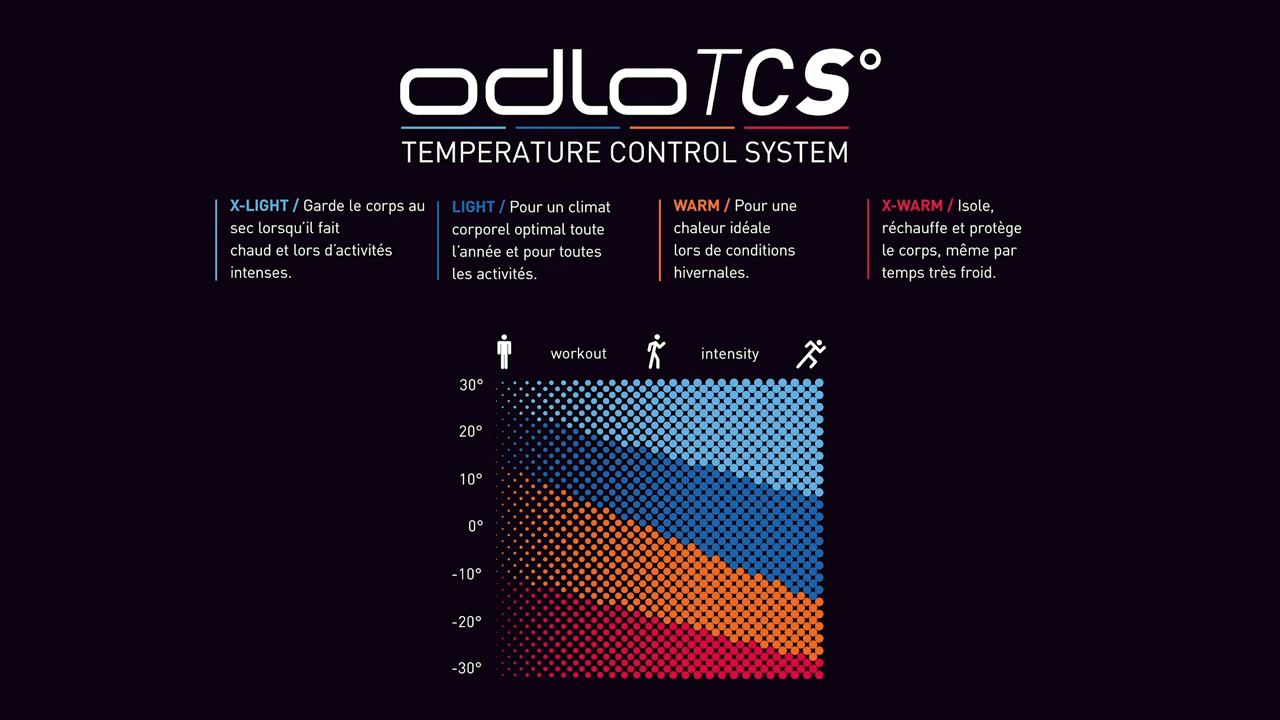 odlo TCS°
TEMPERATURE CONTROL SYSTEM
X-LIGHT / Garde le corps au
sec lorsqu'il fait
chaud et lors d'activités
intenses.
LIGHT / Pour un climat
corporel optimal toute
l'année et pour toutes
les activités.
WARM / Pour une
chaleur idéale
lors de conditions
hivernales.
X-WARM / Isole,
réchauffe et protège
le corps, même par
temps très froid.
workout intensity
30°
20°
10°
0°
-10°
-20°
-30°